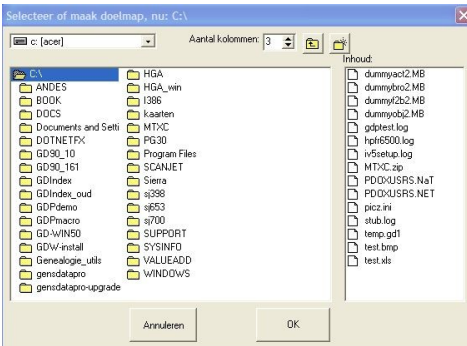 Selecteer of maak doelmap, nu: C:\
c: [acer]
Aantal kolommen: 3
Inhoud:
C:\
ANDES
BOOK
DOCS
Documents and Setti
DOTNETFX
GD90_10
GD90_161
GDIndex
GDIndex_oud
GDPdemo
GDPmacro
GD-WIN50
GDW-install
Genealogie_utils
gensdatapro
gensdatapro-upgrade
HGA
HGA_win
I386
kaarten
MTXC
PG30
Program Files
SCANJET
Sierra
sj398
sj653
sj700
SUPPORT
SYSINFO
VALUEADD
WINDOWS
dummyact2.MB
dummybro2.MB
dummyf2b2.MB
dummyobj2.MB
gdptest.log
hpfr6500.log
iv5setup.log
MTXC.zip
PDOXUSRS.NaT
PDOXUSRS.NET
picz.ini
stub.log
temp.gd1
test.bmp
test.xls
Annuleren
OK